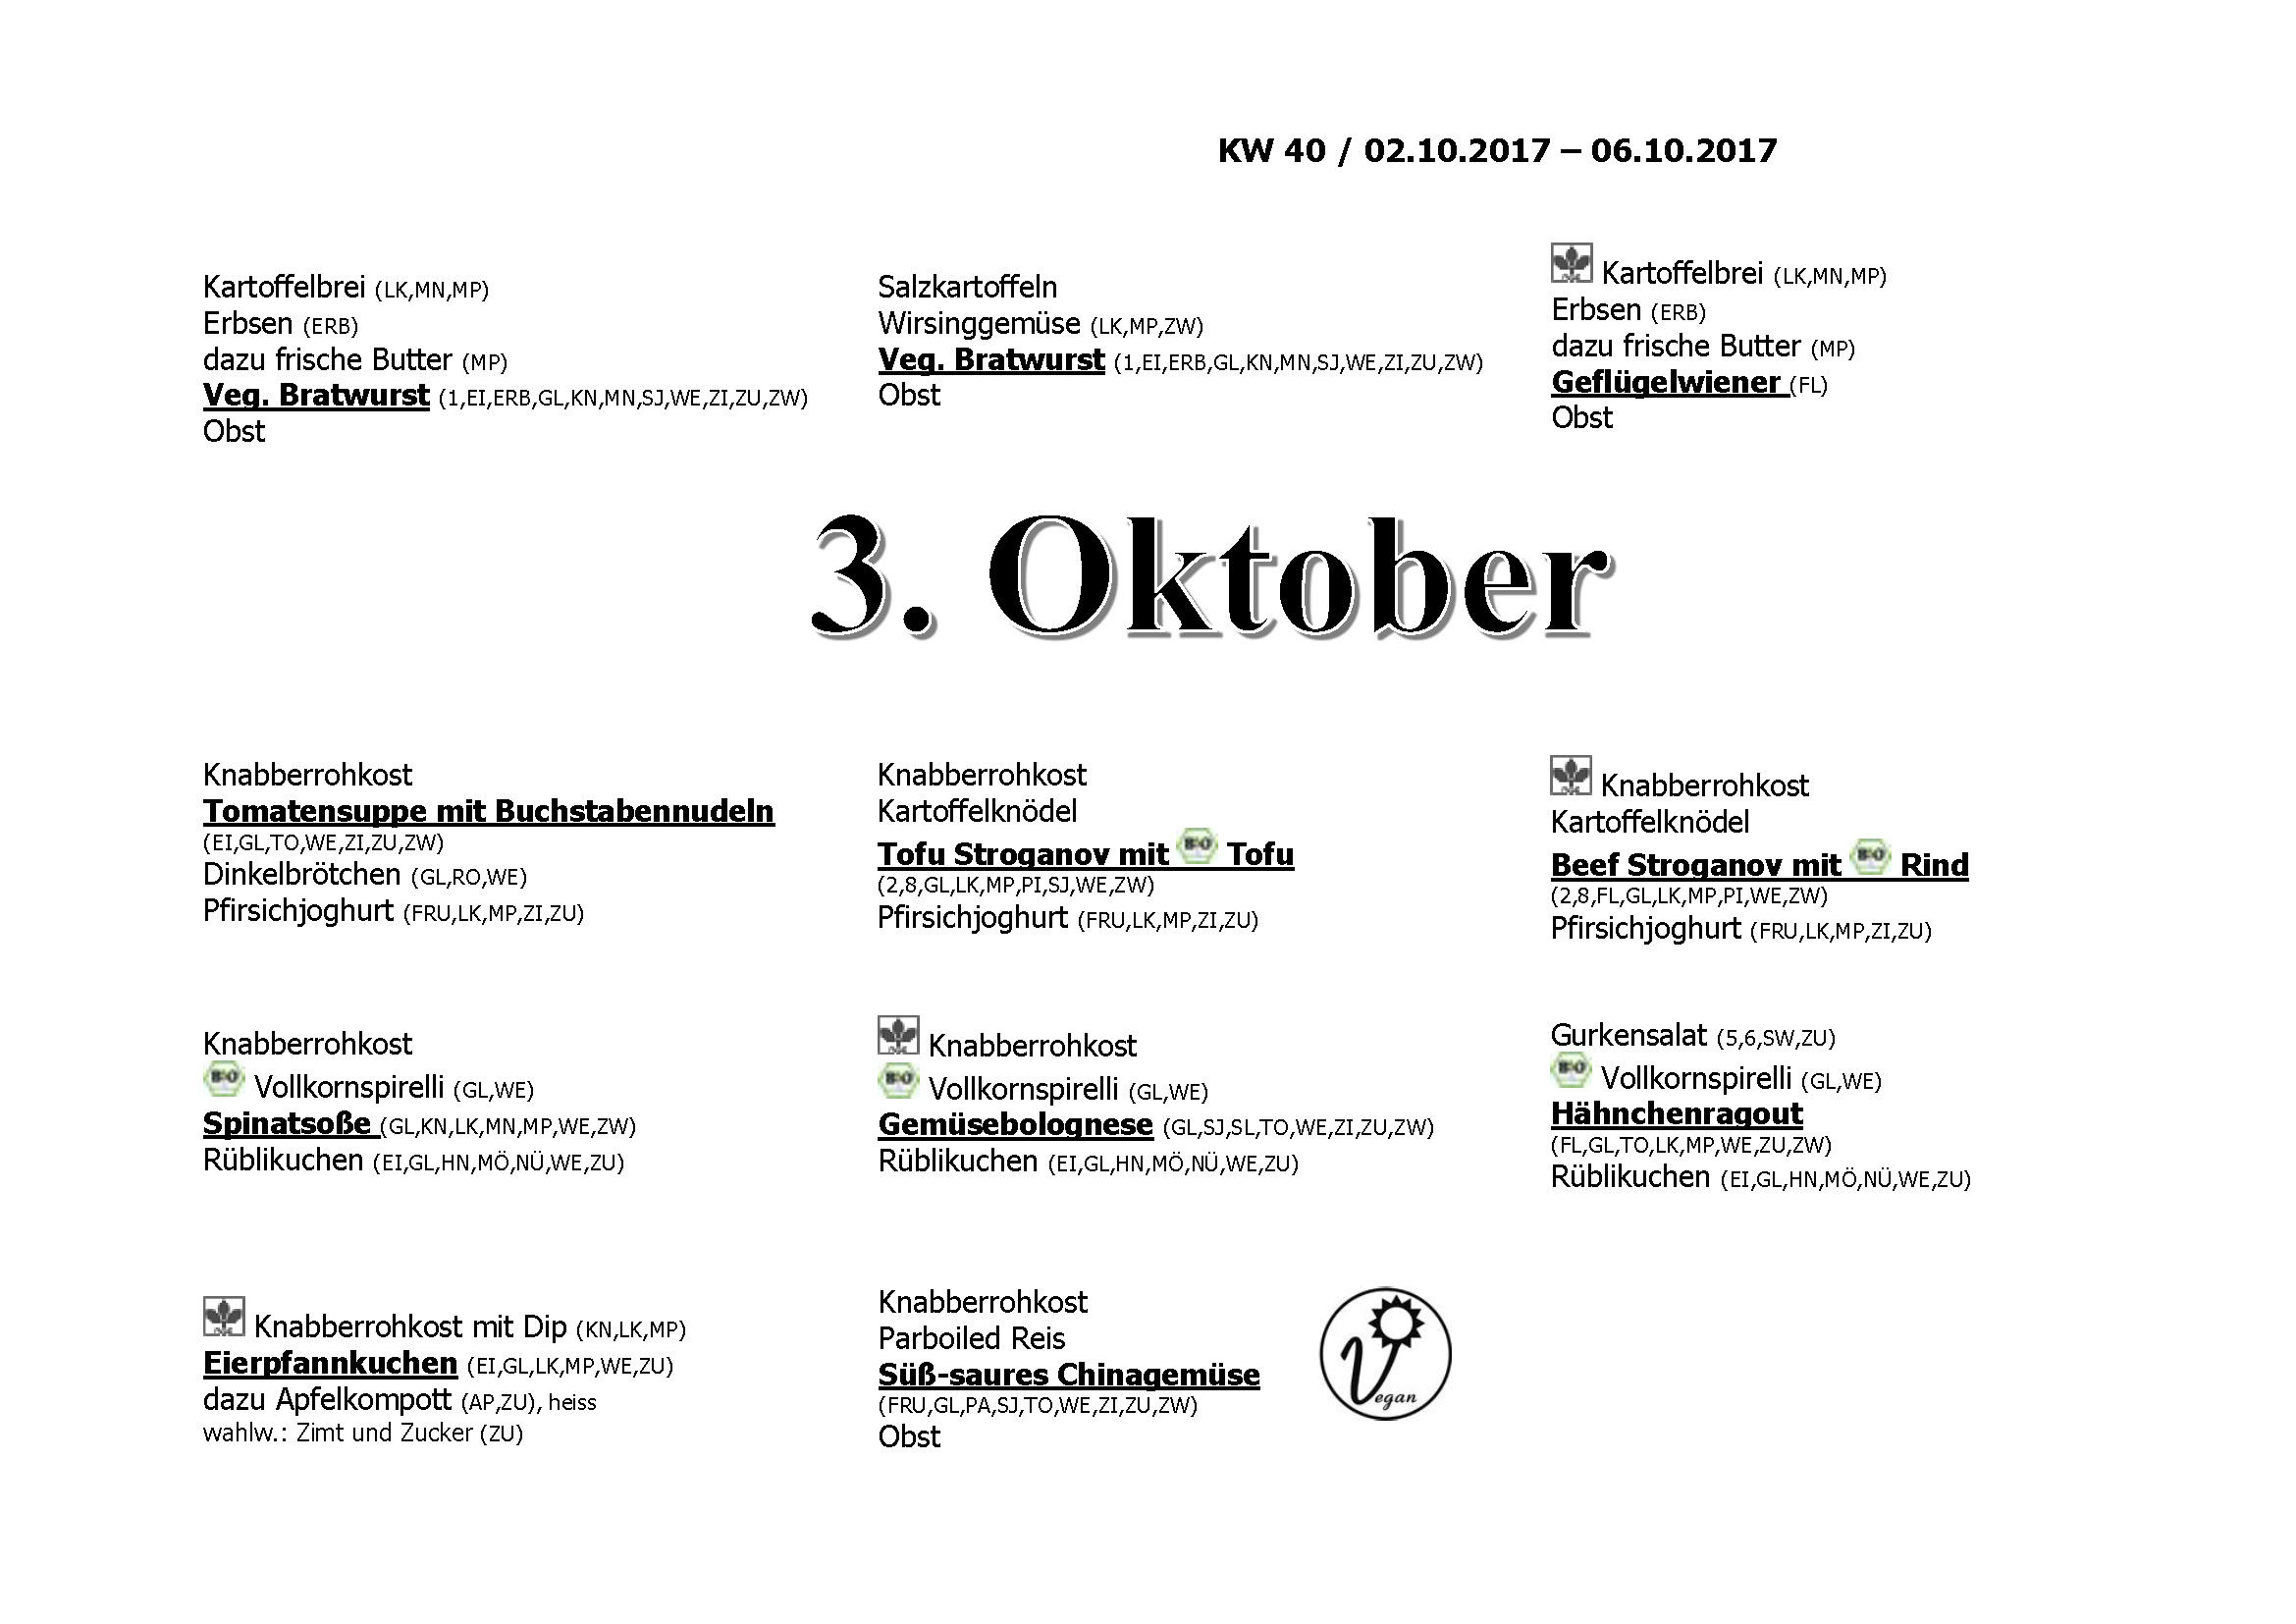 KW 40 / 02.10.2017 – 06.10.2017
Kartoffelbrei (LK,MN,MP)
Erbsen (ERB)
dazu frische Butter (MP)
Veg. Bratwurst (1,EI,ERB,GL,KN,MN,SJ,WE,ZI,ZU,ZW)
Obst
Salzkartoffeln
Wirsinggemüse (LK,MP,ZW)
Veg. Bratwurst (1,EI,ERB,GL,KN,MN,SJ,WE,ZI,ZU,ZW)
Obst
Kartoffelbrei (LK,MN,MP)
Erbsen (ERB)
dazu frische Butter (MP)
Geflügelwiener (FL)
Obst
3. Oktober
Knabberrohkost
Tomatensuppe mit Buchstabennudeln
(EI,GL,TO,WE,ZI,ZU,ZW)
Dinkelbrötchen (GL,RO,WE)
Pfirsichjoghurt (FRU,LK,MP,ZI,ZU)
Knabberrohkost
Kartoffelknödel
Tofu Stroganov mit BIO Tofu
(2,8,GL,LK,MP,PI,SJ,WE,ZW)
Pfirsichjoghurt (FRU,LK,MP,ZI,ZU)
Knabberrohkost
Kartoffelknödel
Beef Stroganov mit BIO Rind
(2,8,FL,GL,LK,MP,PI,WE,ZW)
Pfirsichjoghurt (FRU,LK,MP,ZI,ZU)
Knabberrohkost
BIO Vollkornspirelli (GL,WE)
Spinatsoße (GL,KN,LK,MN,MP,WE,ZW)
Rüblikuchen (EI,GL,HN,MÖ,NÜ,WE,ZU)
Knabberrohkost
BIO Vollkornspirelli (GL,WE)
Gemüsebolognese (GL,SJ,SL,TO,WE,ZI,ZU,ZW)
Rüblikuchen (EI,GL,HN,MÖ,NÜ,WE,ZU)
Gurkensalat (5,6,SW,ZU)
BIO Vollkornspirelli (GL,WE)
Hähnchenragout
(FL,GL,TO,LK,MP,WE,ZU,ZW)
Rüblikuchen (EI,GL,HN,MÖ,NÜ,WE,ZU)
Knabberrohkost mit Dip (KN,LK,MP)
Eierpfannkuchen (EI,GL,LK,MP,WE,ZU)
dazu Apfelkompott (AP,ZU), heiss
wahlw.: Zimt und Zucker (ZU)
Knabberrohkost
Parboiled Reis
Süß-saures Chinagemüse
(FRU,GL,PA,SJ,TO,WE,ZI,ZU,ZW)
Obst
Vegan